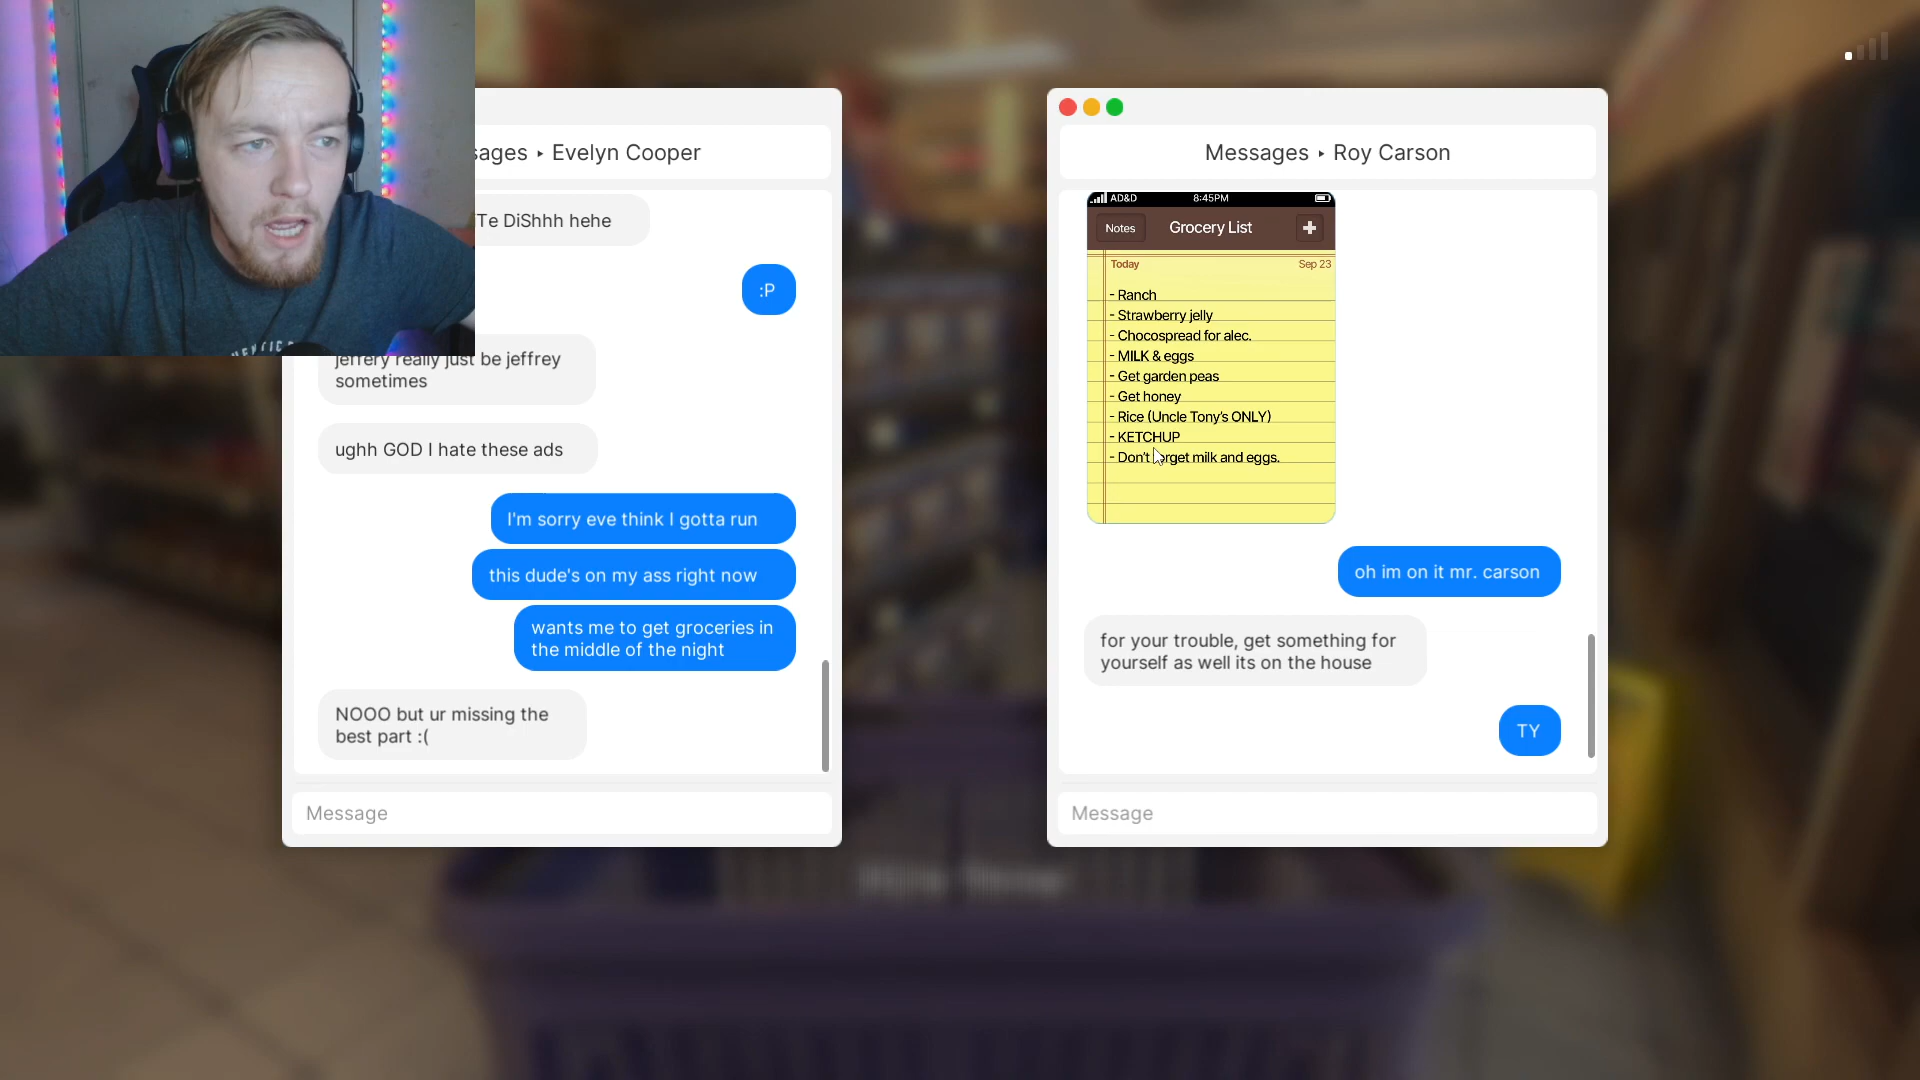 sages ‣ Evelyn Cooper
Te DiShhh hehe
:P
jeffery really just be jeffrey
sometimes
ughh GOD I hate these ads
I'm sorry eve think I gotta run
this dude's on my ass right now
wants me to get groceries in
the middle of the night
NOOO but ur missing the
best part :(
Message
Messages ‣ Roy Carson
AD&D 8:45PM
Notes Grocery List
Today Sep 23
- Ranch
- Strawberry jelly
- Chocospread for alec.
- MILK & eggs
- Get garden peas
- Get honey
- Rice (Uncle Tony's ONLY)
- KETCHUP
- Don't forget milk and eggs.
oh im on it mr. carson
for your trouble, get something for
yourself as well its on the house
TY
Message